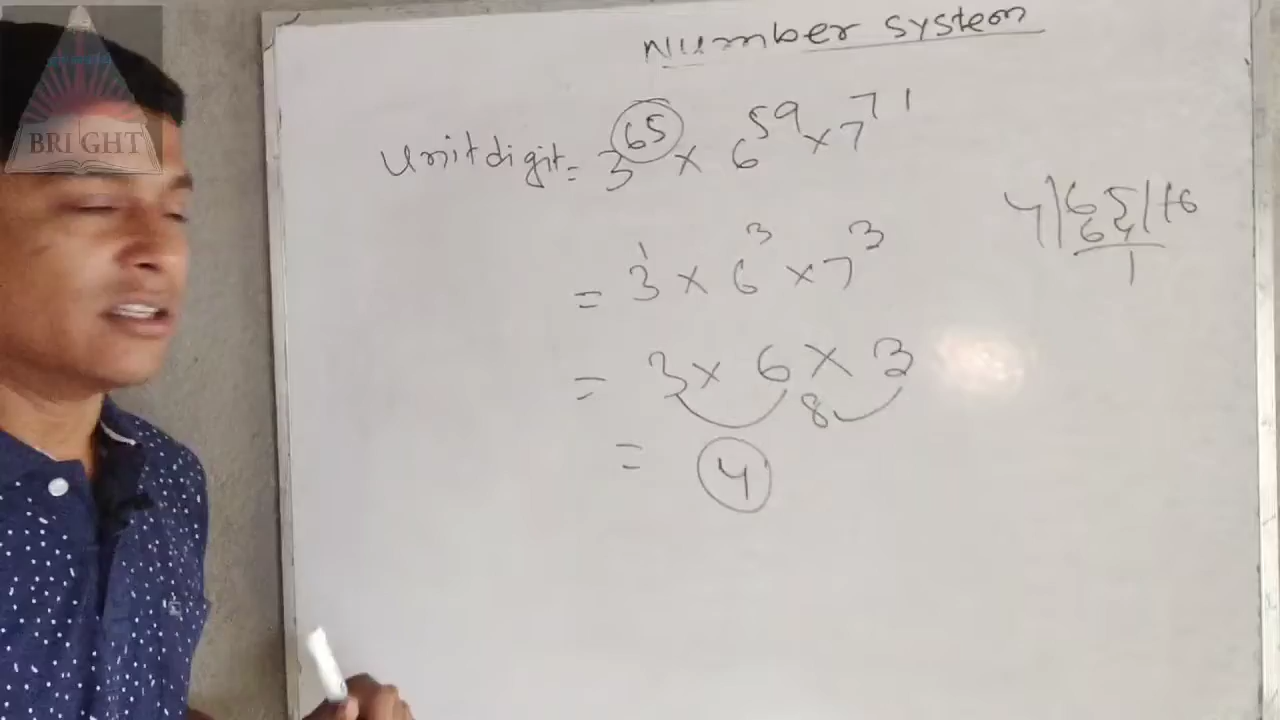 BRIGHT
Number system
Unit digit = 3^65 × 6^59 × 7^71
4)65(16
64
1
= 3^1 × 6^3 × 7^3
= 3 × 6 × 3
8
= 4